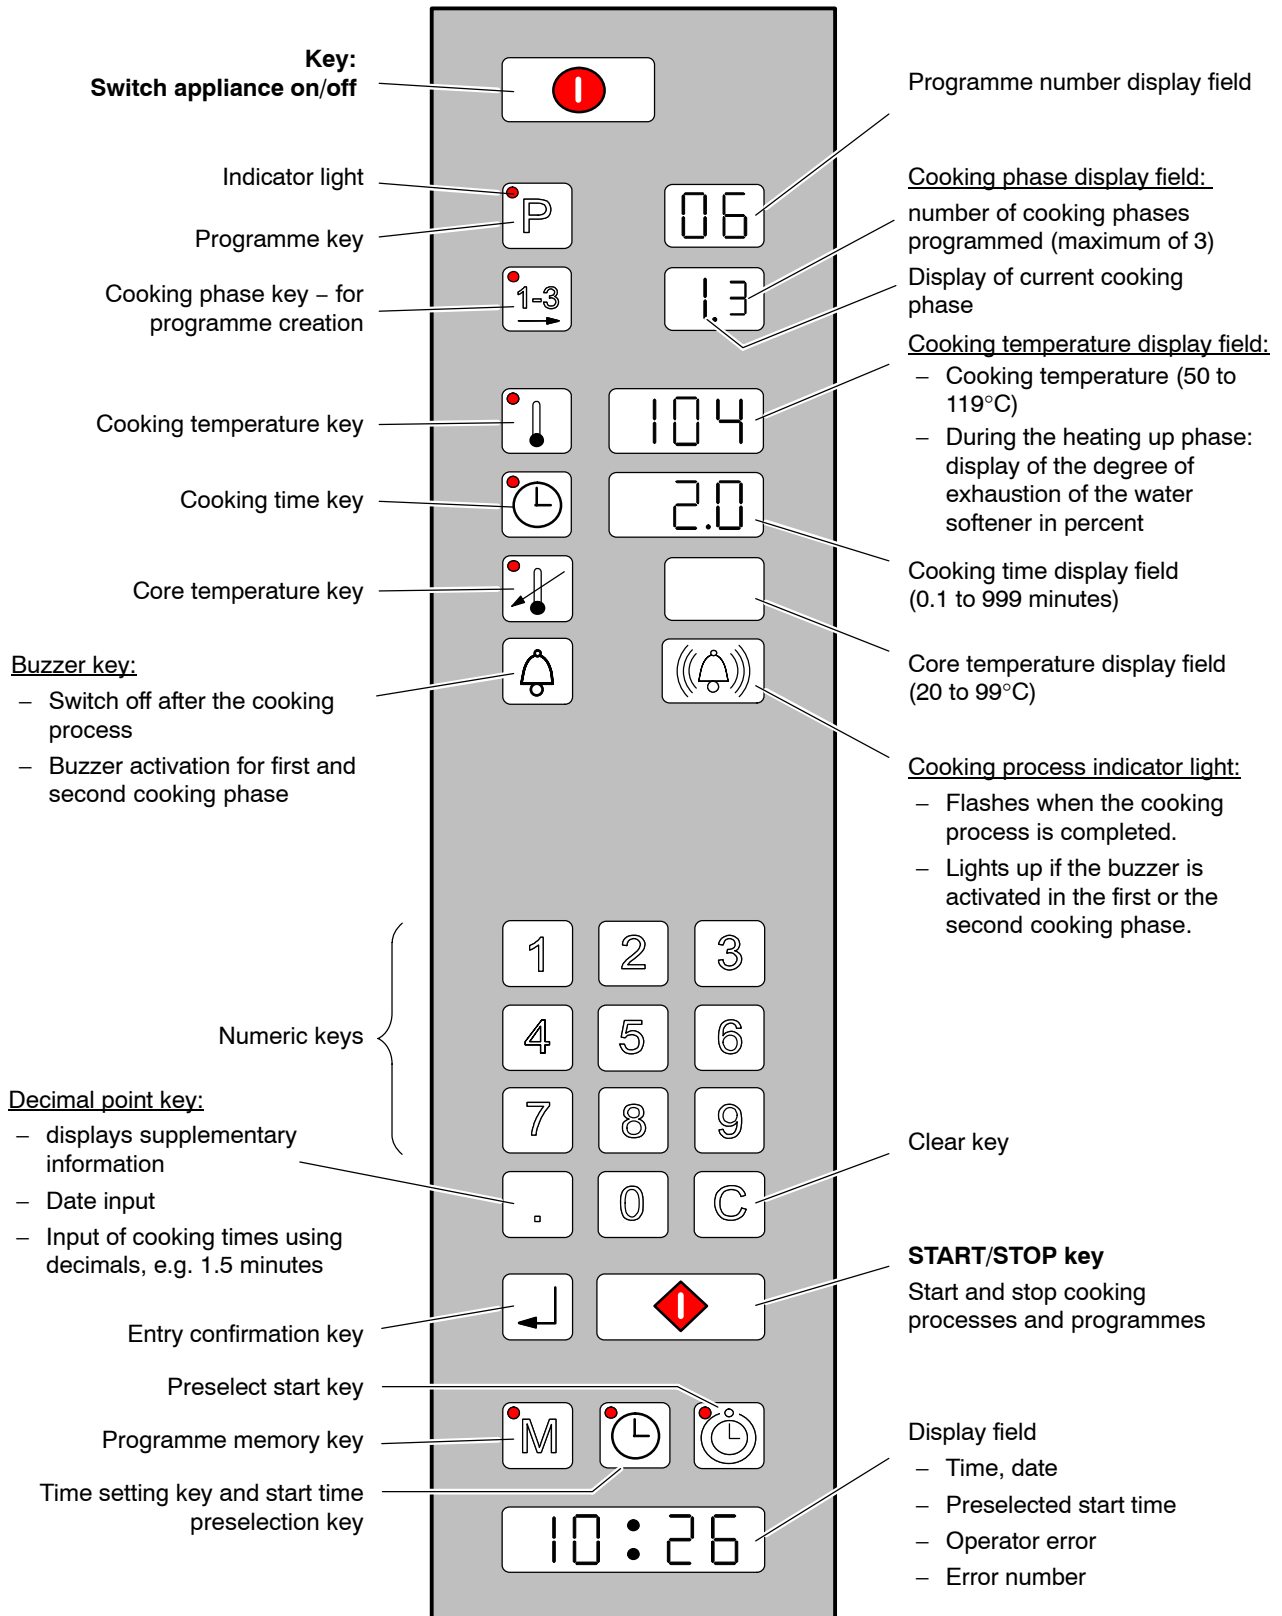 Key:
Switch appliance on/off
Programme number display field
Indicator light
P
06
Cooking phase display field:
number of cooking phases
programmed (maximum of 3)
Programme key
Cooking phase key – for
programme creation
1-3
1.3
Display of current cooking
phase
Cooking temperature display field:
– Cooking temperature (50 to
119°C)
– During the heating up phase:
display of the degree of
exhaustion of the water
softener in percent
Cooking temperature key
104
Cooking time key
2.0
Cooking time display field
(0.1 to 999 minutes)
Core temperature key
Core temperature display field
(20 to 99°C)
Buzzer key:
– Switch off after the cooking
process
– Buzzer activation for first and
second cooking phase
Cooking process indicator light:
– Flashes when the cooking
process is completed.
– Lights up if the buzzer is
activated in the first or the
second cooking phase.
1 2 3
Numeric keys
4 5 6
7 8 9
Decimal point key:
– displays supplementary
information
– Date input
– Input of cooking times using
decimals, e.g. 1.5 minutes
. 0 C
Clear key
START/STOP key
Start and stop cooking
processes and programmes
Entry confirmation key
Preselect start key
Programme memory key
M
Time setting key and start time
preselection key
10:26
Display field
– Time, date
– Preselected start time
– Operator error
– Error number